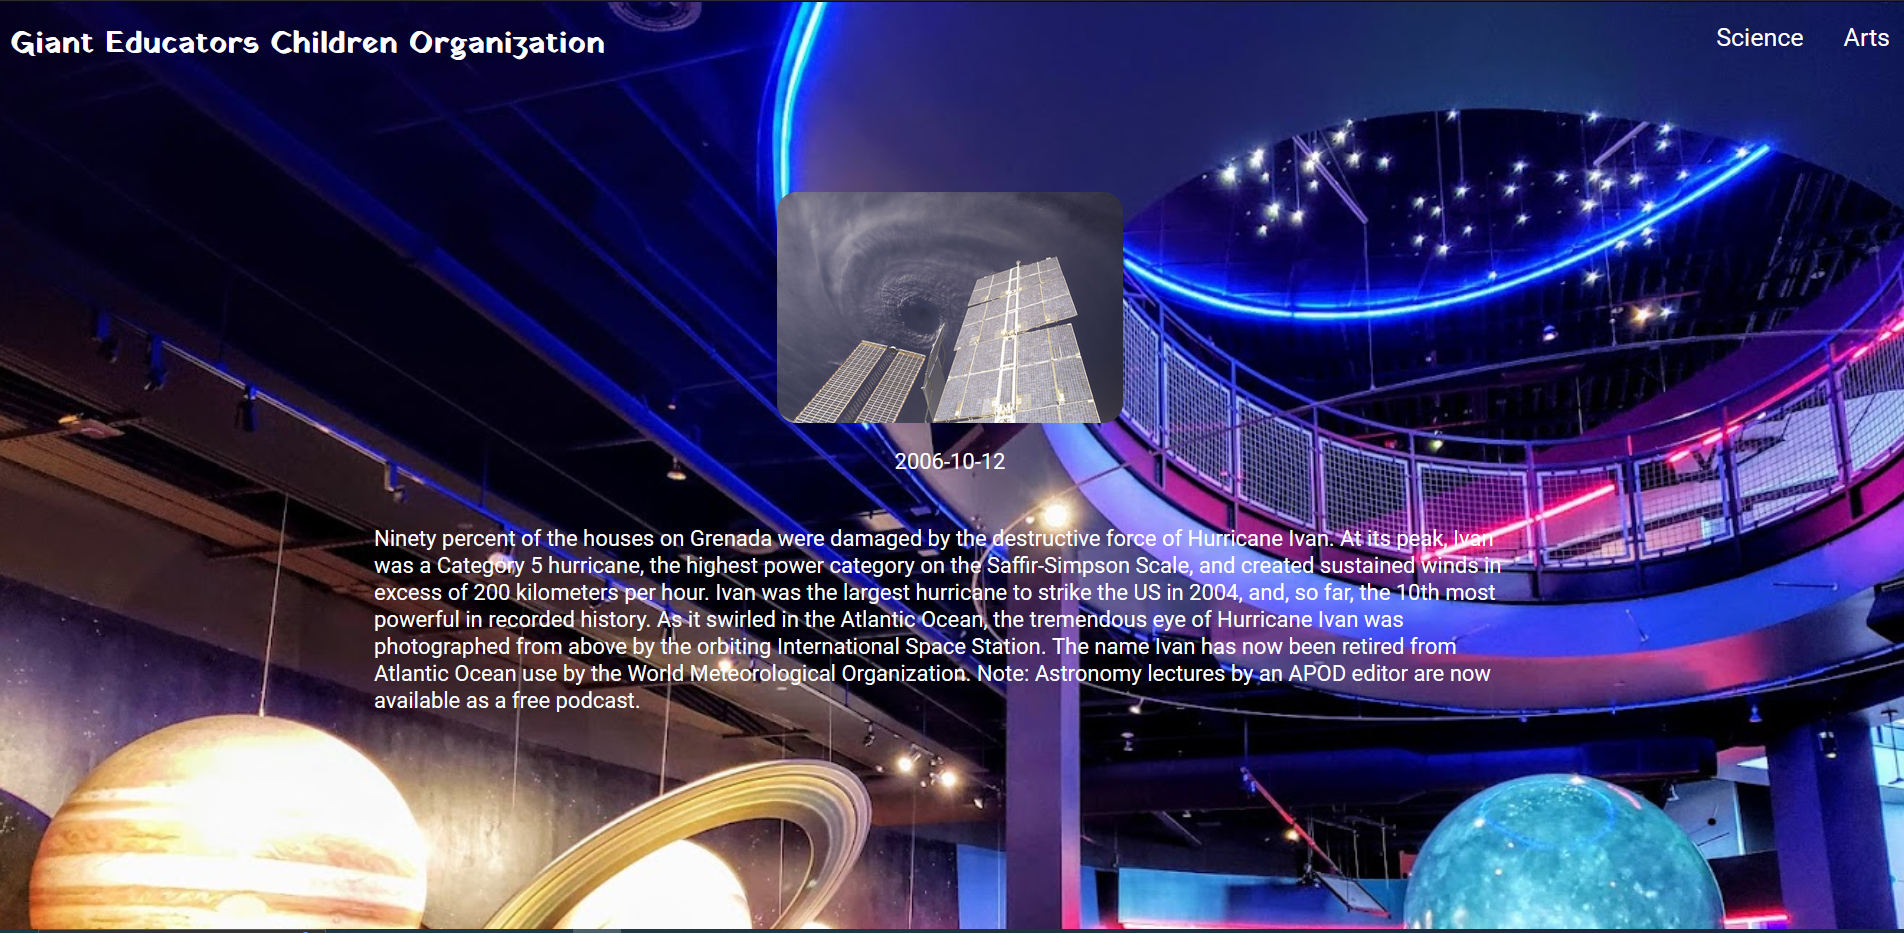 Giant Educators Children Organization
Science Arts
2006-10-12
Ninety percent of the houses on Grenada were damaged by the destructive force of Hurricane Ivan. At its peak, Ivan
was a Category 5 hurricane, the highest power category on the Saffir-Simpson Scale, and created sustained winds in
excess of 200 kilometers per hour. Ivan was the largest hurricane to strike the US in 2004, and, so far, the 10th most
powerful in recorded history. As it swirled in the Atlantic Ocean, the tremendous eye of Hurricane Ivan was
photographed from above by the orbiting International Space Station. The name Ivan has now been retired from
Atlantic Ocean use by the World Meteorological Organization. Note: Astronomy lectures by an APOD editor are now
available as a free podcast.